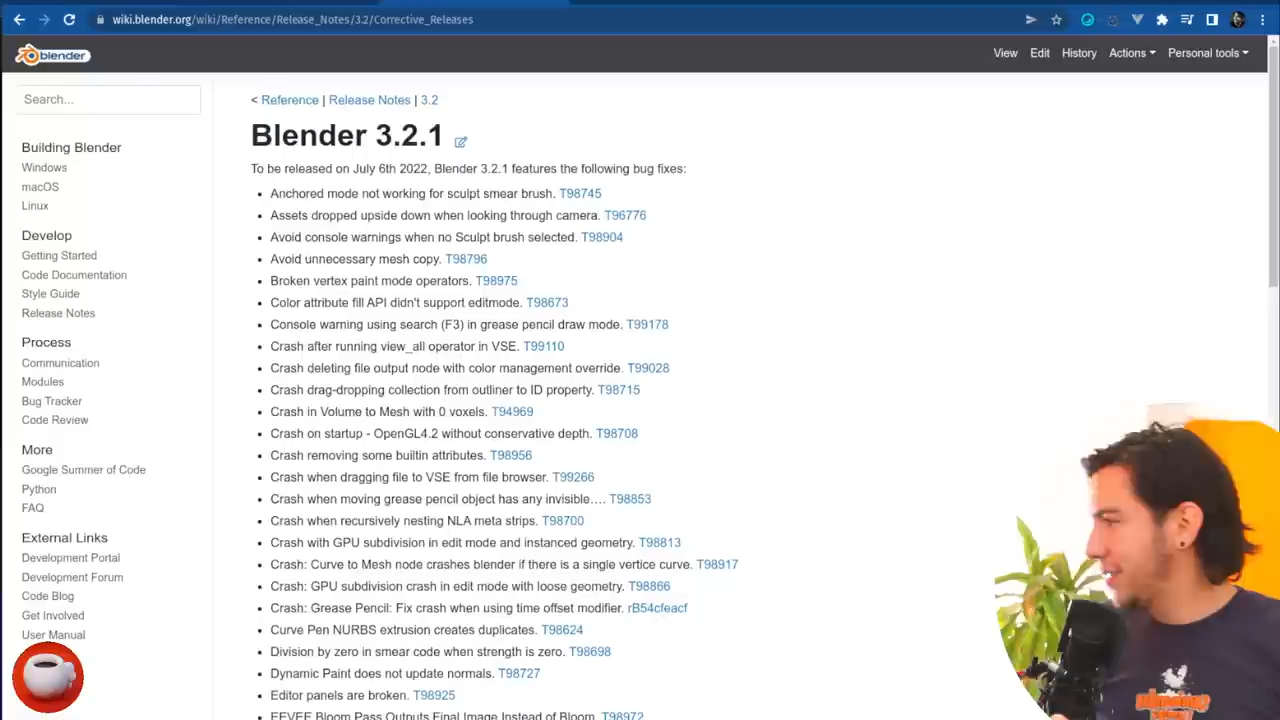 wiki.blender.org/wiki/Reference/Release_Notes/3.2/Corrective_Releases
blender
View Edit History Actions Personal tools
Search...
Building Blender
Windows
macOS
Linux
Develop
Getting Started
Code Documentation
Style Guide
Release Notes
Process
Communication
Modules
Bug Tracker
Code Review
More
Google Summer of Code
Python
FAQ
External Links
Development Portal
Development Forum
Code Blog
Get Involved
User Manual
< Reference | Release Notes | 3.2
Blender 3.2.1
To be released on July 6th 2022, Blender 3.2.1 features the following bug fixes:
• Anchored mode not working for sculpt smear brush. T98745
• Assets dropped upside down when looking through camera. T96776
• Avoid console warnings when no Sculpt brush selected. T98904
• Avoid unnecessary mesh copy. T98796
• Broken vertex paint mode operators. T98975
• Color attribute fill API didn't support editmode. T98673
• Console warning using search (F3) in grease pencil draw mode. T99178
• Crash after running view_all operator in VSE. T99110
• Crash deleting file output node with color management override. T99028
• Crash drag-dropping collection from outliner to ID property. T98715
• Crash in Volume to Mesh with 0 voxels. T94969
• Crash on startup - OpenGL4.2 without conservative depth. T98708
• Crash removing some builtin attributes. T98956
• Crash when dragging file to VSE from file browser. T99266
• Crash when moving grease pencil object has any invisible.... T98853
• Crash when recursively nesting NLA meta strips. T98700
• Crash with GPU subdivision in edit mode and instanced geometry. T98813
• Crash: Curve to Mesh node crashes blender if there is a single vertice curve. T98917
• Crash: GPU subdivision crash in edit mode with loose geometry. T98866
• Crash: Grease Pencil: Fix crash when using time offset modifier. rB54cfeacf
• Curve Pen NURBS extrusion creates duplicates. T98624
• Division by zero in smear code when strength is zero. T98698
• Dynamic Paint does not update normals. T98727
• Editor panels are broken. T98925
• EEVEE Bloom Pass Outputs Final Image Instead of Bloom. T98972